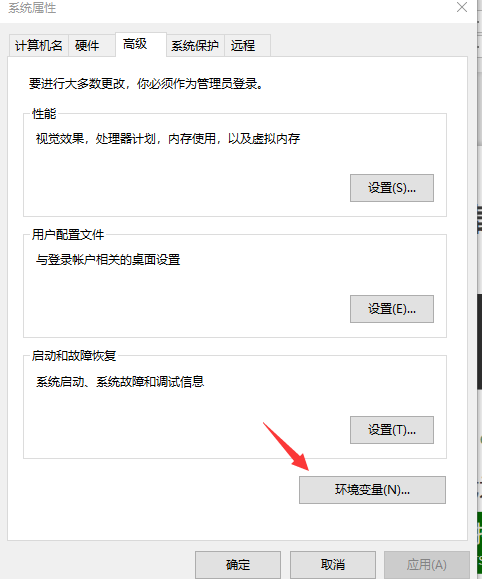 系统属性
计算机名 硬件 高级 系统保护 远程
要进行大多数更改，你必须作为管理员登录。
性能
视觉效果，处理器计划，内存使用，以及虚拟内存
设置(S)...
用户配置文件
与登录帐户相关的桌面设置
设置(E)...
启动和故障恢复
系统启动、系统故障和调试信息
设置(T)...
环境变量(N)...
确定 取消 应用(A)